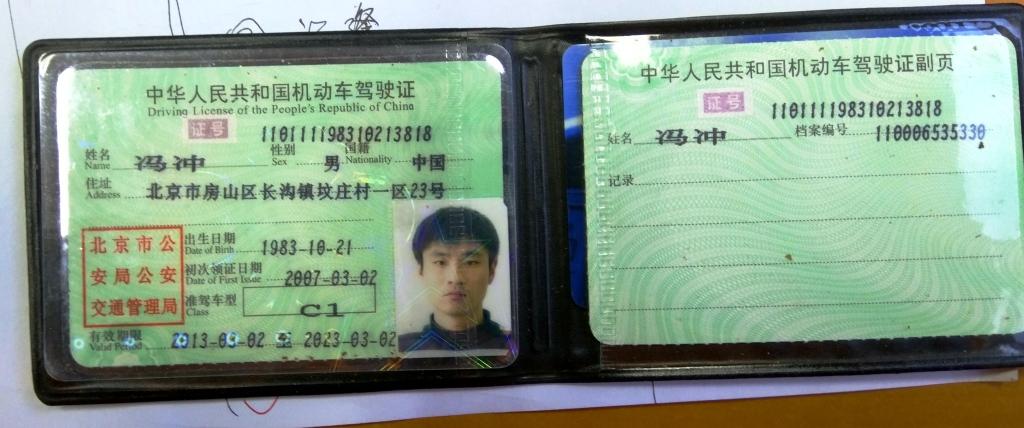 中华人民共和国机动车驾驶证
Driving License of the People's Republic of China
证号 110111198310213818
姓名 冯冲 性别 男 国籍 中国
Name Sex Nationality
住址 北京市房山区长沟镇坟庄村一区23号
Address
北京市公
安局公安
交通管理局
出生日期 1983-10-21
Date of Birth
初次领证日期 2007-03-02
Date of First Issue
准驾车型 C1
Class
有效期限 2013-03-02 至 2023-03-02
Valid Period
中华人民共和国机动车驾驶证副页
证号 110111198310213818
姓名 冯冲 档案编号 110006535330
记录